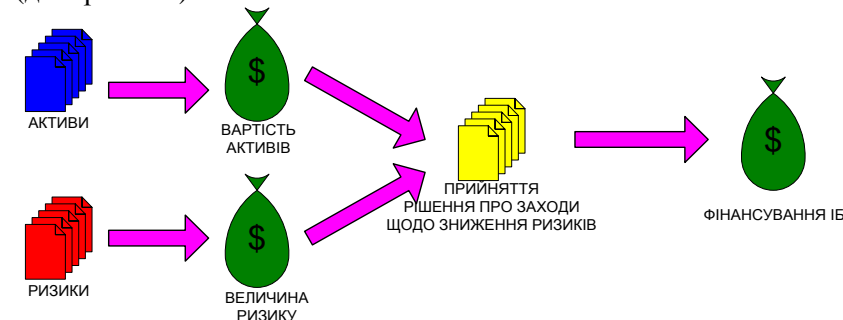 $
АКТИВИ
ВАРТІСТЬ
АКТИВІВ
$
РИЗИКИ
ВЕЛИЧИНА
РИЗИКУ
ПРИЙНЯТТЯ
РІШЕННЯ ПРО ЗАХОДИ
ЩОДО ЗНИЖЕННЯ РИЗИКІВ
$
ФІНАНСУВАННЯ ІБ